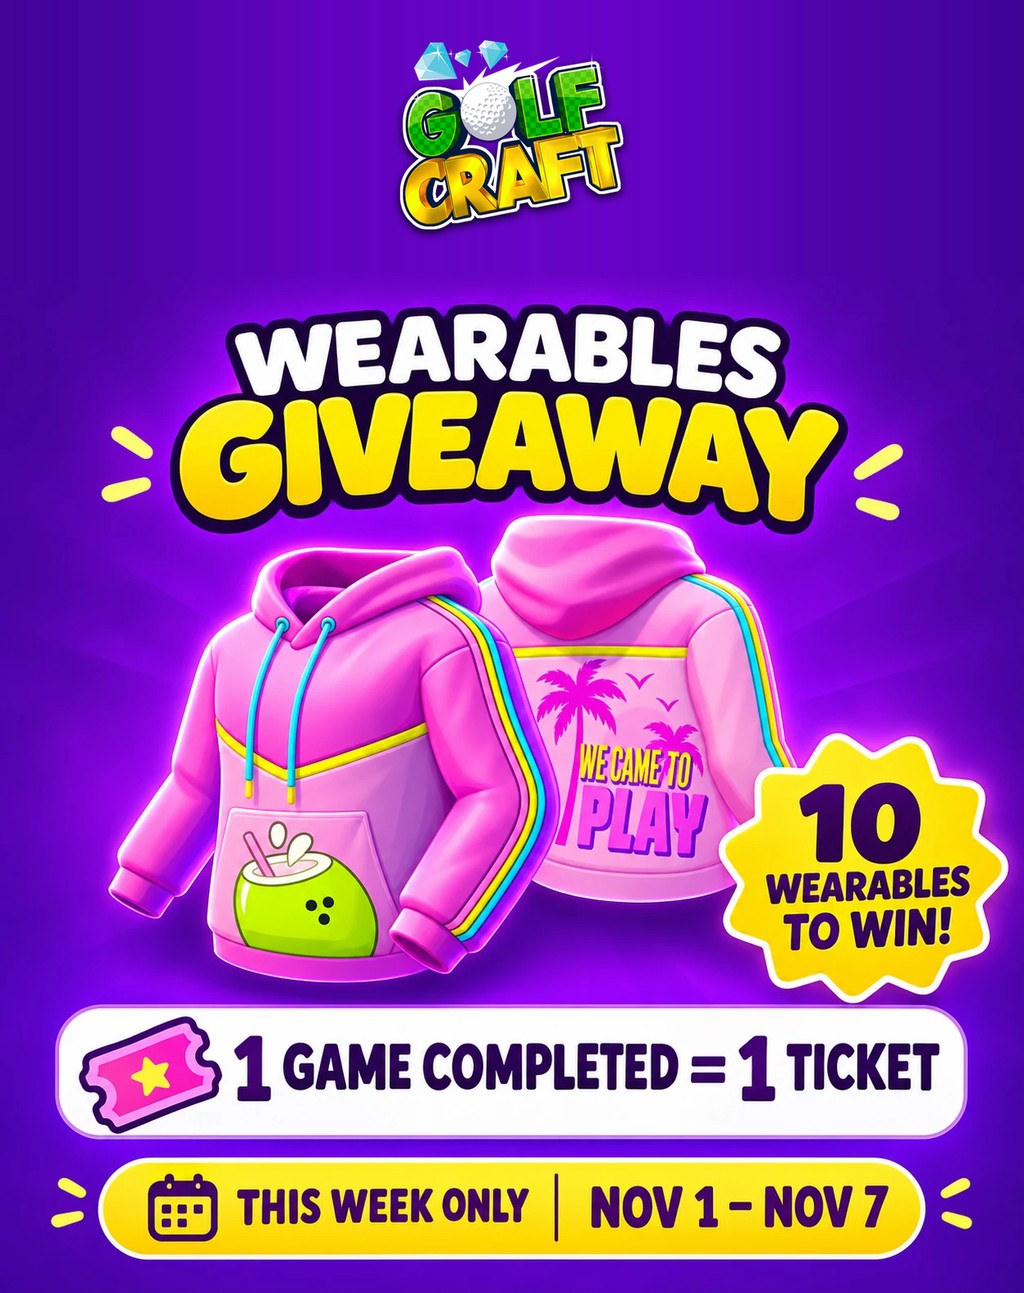 GOLF
CRAFT
WEARABLES
GIVEAWAY
WE CAME TO
PLAY
10
WEARABLES
TO WIN!
1 GAME COMPLETED = 1 TICKET
THIS WEEK ONLY | NOV 1 – NOV 7